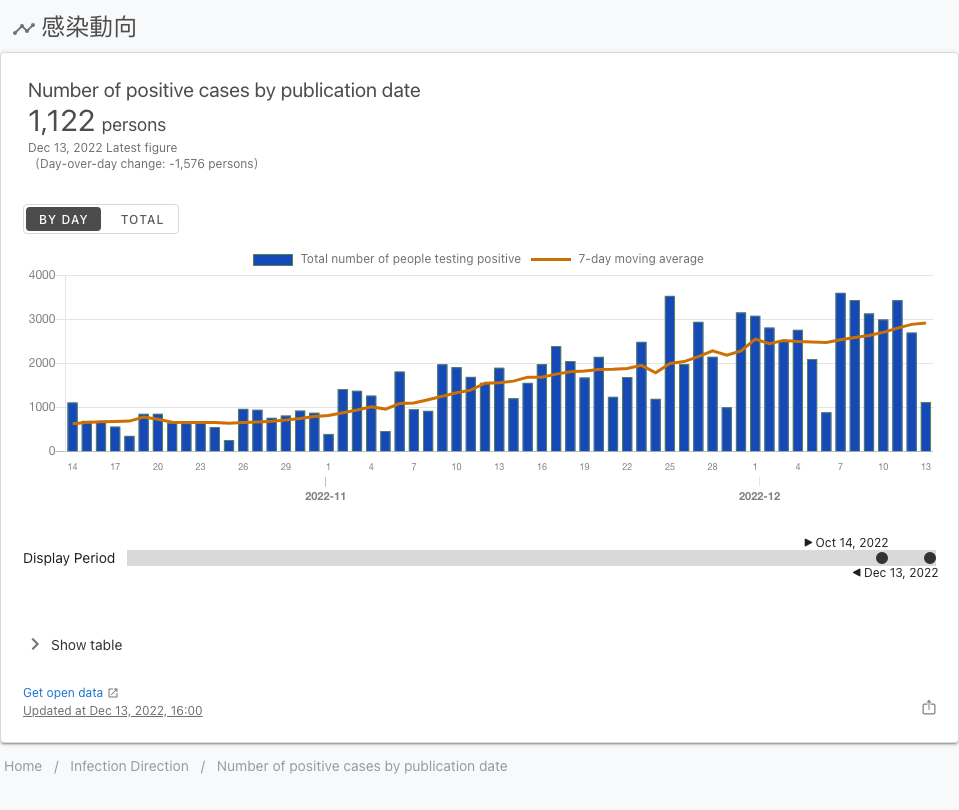 感染動向
Number of positive cases by publication date
1,122 persons
Dec 13, 2022 Latest figure
(Day-over-day change: -1,576 persons)
BY DAY TOTAL
Total number of people testing positive 7-day moving average
4000
3000
2000
1000
0
14 17 20 23 26 29 1 4 7 10 13 16 19 22 25 28 1 4 7 10 13
2022-11 2022-12
Oct 14, 2022
Display Period
Dec 13, 2022
Show table
Get open data
Updated at Dec 13, 2022, 16:00
Home / Infection Direction / Number of positive cases by publication date